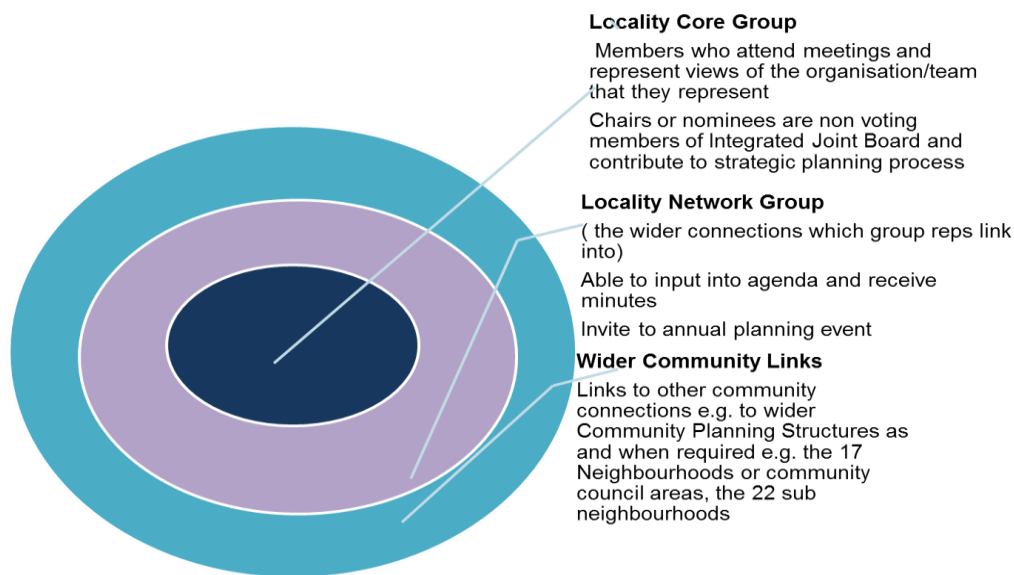 Locality Core Group
Members who attend meetings and
represent views of the organisation/team
that they represent
Chairs or nominees are non voting
members of Integrated Joint Board and
contribute to strategic planning process
Locality Network Group
( the wider connections which group reps link
into)
Able to input into agenda and receive
minutes
Invite to annual planning event
Wider Community Links
Links to other community
connections e.g. to wider
Community Planning Structures as
and when required e.g. the 17
Neighbourhoods or community
council areas, the 22 sub
neighbourhoods